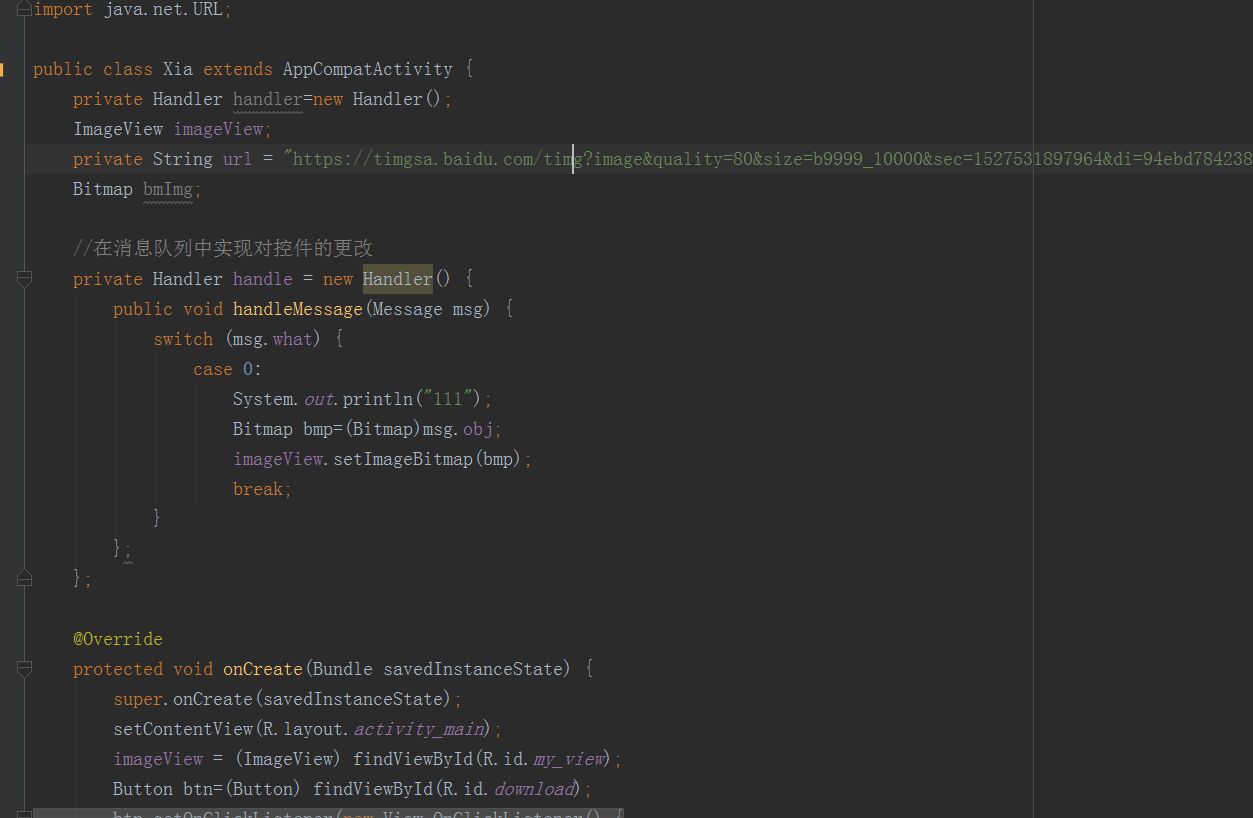 import java.net.URL;
public class Xia extends AppCompatActivity {
private Handler handler=new Handler();
ImageView imageView;
private String url = "https://timgsa.baidu.com/timg?image&quality=80&size=b9999_10000&sec=1527531897964&di=94ebd784238
Bitmap bmImg;
//在消息队列中实现对控件的更改
private Handler handle = new Handler() {
public void handleMessage(Message msg) {
switch (msg.what) {
case 0:
System.out.println("111");
Bitmap bmp=(Bitmap)msg.obj;
imageView.setImageBitmap(bmp);
break;
}
};
};
@Override
protected void onCreate(Bundle savedInstanceState) {
super.onCreate(savedInstanceState);
setContentView(R.layout.activity_main);
imageView = (ImageView) findViewById(R.id.my_view);
Button btn=(Button) findViewById(R.id.download);
btn.setOnClickListener(new View.OnClickListener() {